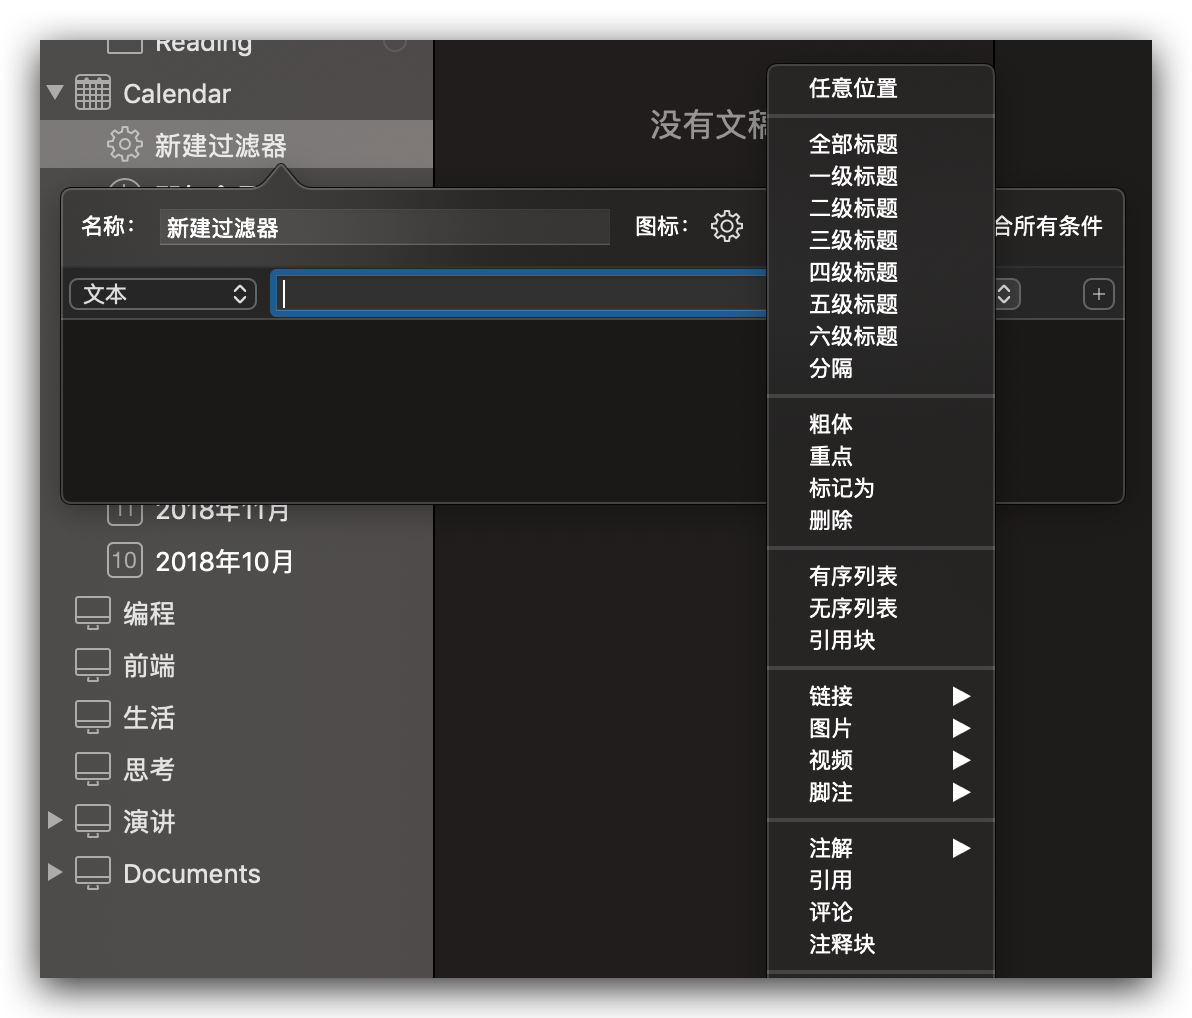 Reading
Calendar
新建过滤器
没有文稿
名称：
新建过滤器
图标：
合所有条件
文本
任意位置
全部标题
一级标题
二级标题
三级标题
四级标题
五级标题
六级标题
分隔
粗体
重点
标记为
删除
有序列表
无序列表
引用块
链接
图片
视频
脚注
注解
引用
评论
注释块
11
2018年11月
10
2018年10月
编程
前端
生活
思考
演讲
Documents